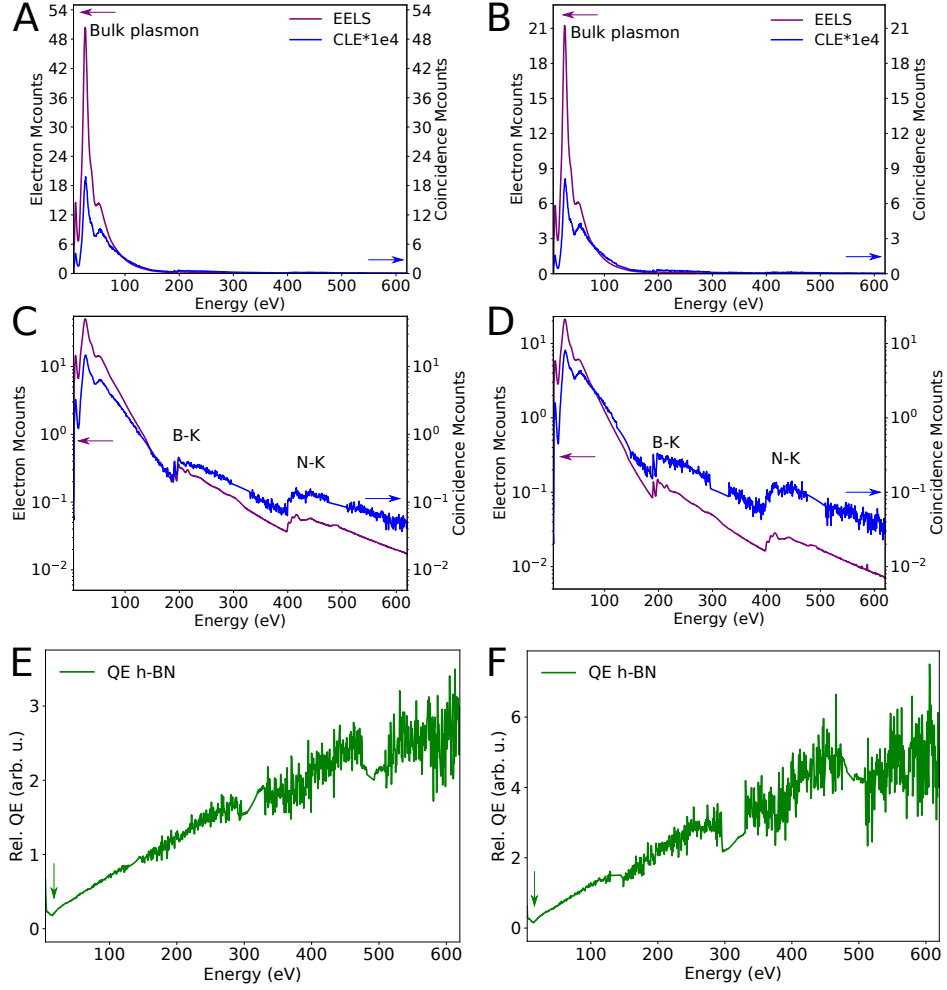 A
Bulk plasmon
EELS
CLE*1e4
54
48
42
36
30
24
18
12
6
0
54
48
42
36
30
24
18
12
6
0
100
200
300
400
500
600
Energy (eV)
Electron Mcounts
Coincidence Mcounts
B
Bulk plasmon
EELS
CLE*1e4
21
18
15
12
9
6
3
0
21
18
15
12
9
6
3
0
100
200
300
400
500
600
Energy (eV)
Electron Mcounts
Coincidence Mcounts
C
B-K
N-K
10¹
10⁰
10⁻¹
10⁻²
10¹
10⁰
10⁻¹
10⁻²
100
200
300
400
500
600
Energy (eV)
Electron Mcounts
Coincidence Mcounts
D
B-K
N-K
10¹
10⁰
10⁻¹
10⁻²
10¹
10⁰
10⁻¹
10⁻²
100
200
300
400
500
600
Energy (eV)
Electron Mcounts
Coincidence Mcounts
E
QE h-BN
3
2
1
0
100
200
300
400
500
600
Energy (eV)
Rel. QE (arb. u.)
F
QE h-BN
6
4
2
0
100
200
300
400
500
600
Energy (eV)
Rel. QE (arb. u.)